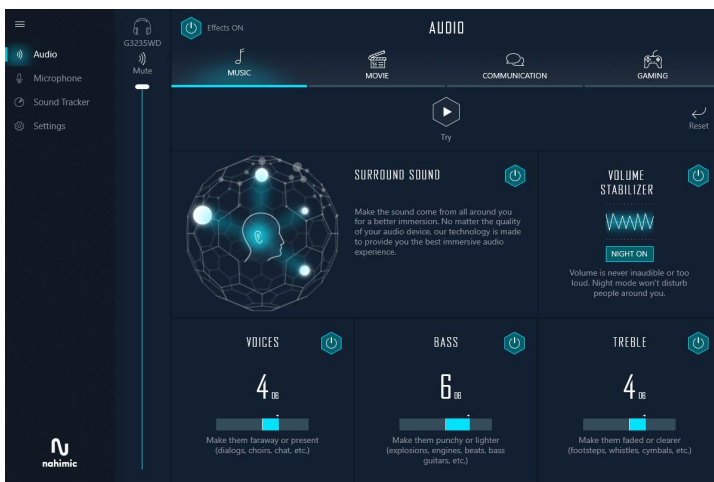 Audio
Microphone
Sound Tracker
Settings
nahimic
G3235WD
Mute
Effects ON
AUDIO
MUSIC
MOVIE
COMMUNICATION
GAMING
Try
Reset
SURROUND SOUND
Make the sound come from all around you
for a better immersion. No matter the quality
of your audio device, our technology is made
to provide you the best immersive audio
experience.
VOLUME
STABILIZER
NIGHT ON
Volume is never inaudible or too
loud. Night mode won't disturb
people around you.
VOICES
4 DB
Make them faraway or present
(dialogs, choirs, chat, etc.)
BASS
6 DB
Make them punchy or lighter
(explosions, engines, beats, bass
guitars, etc.)
TREBLE
4 DB
Make them faded or clearer
(footsteps, whistles, cymbals, etc.)